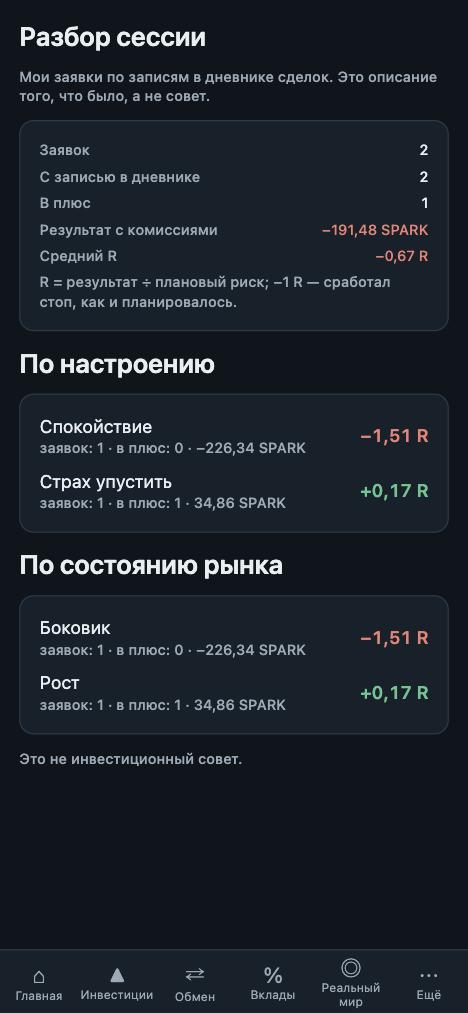 Разбор сессии
Мои заявки по записям в дневнике сделок. Это описание
того, что было, а не совет.
Заявок 2
С записью в дневнике 2
В плюс 1
Результат с комиссиями −191,48 SPARK
Средний R −0,67 R
R = результат ÷ плановый риск; −1 R — сработал
стоп, как и планировалось.
По настроению
Спокойствие
заявок: 1 · в плюс: 0 · −226,34 SPARK
−1,51 R
Страх упустить
заявок: 1 · в плюс: 1 · 34,86 SPARK
+0,17 R
По состоянию рынка
Боковик
заявок: 1 · в плюс: 0 · −226,34 SPARK
−1,51 R
Рост
заявок: 1 · в плюс: 1 · 34,86 SPARK
+0,17 R
Это не инвестиционный совет.
Главная
Инвестиции
Обмен
%
Вклады
Реальный
мир
Ещё